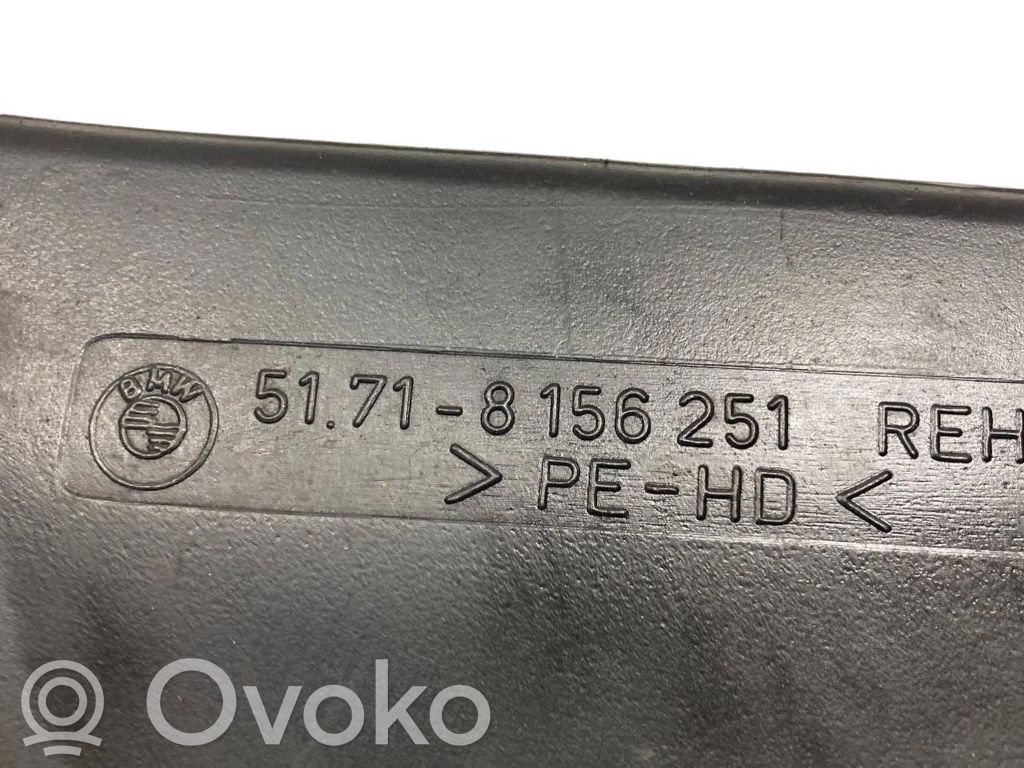 BMW
51.71-8 156 251 REH
> PE-HD <
Ovoko